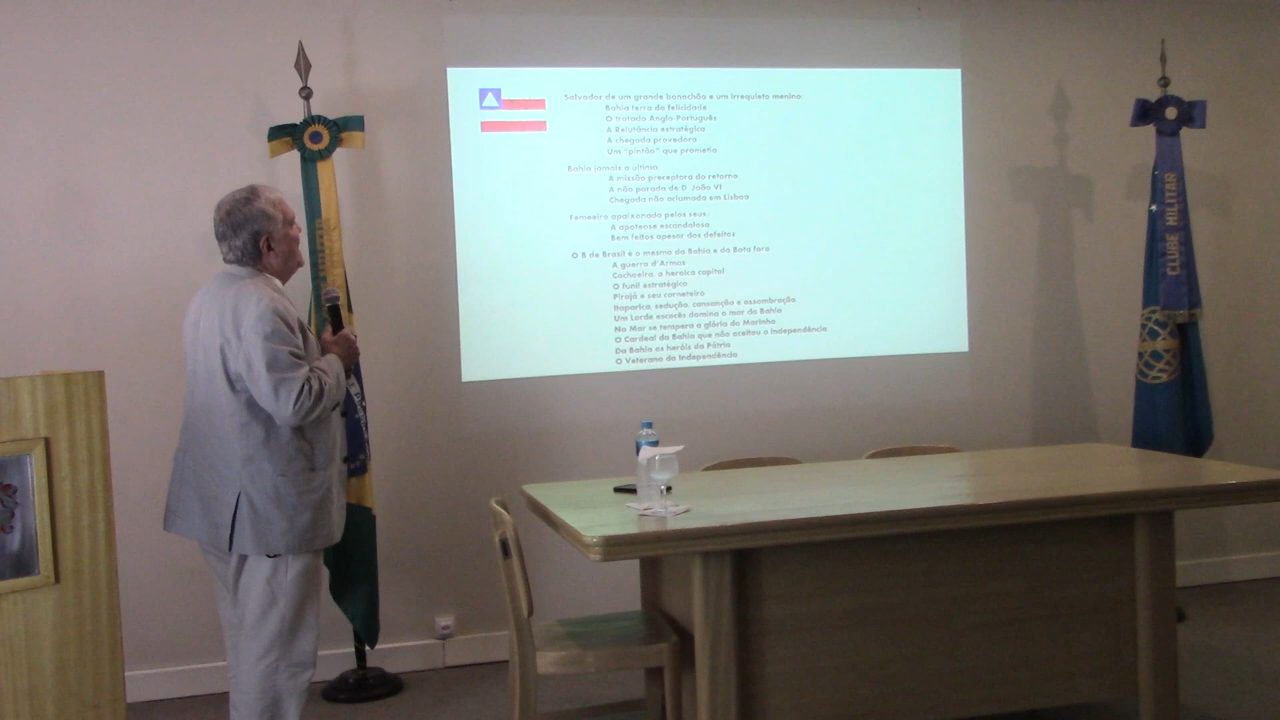 Salvador de um grande bonachão e um irrequieto menino:
Bahia terra da felicidade
O tratado Anglo-Português
A Relutância estratégica
A chegada provedora
Um "pintão" que prometia
Bahia jamais a ultima
A missão preceptora do retorno
A não parada de D. João VI
Chegada não aclamada em Lisboa
Femeeiro apaixonado pelos seus
A apoteose escandalosa
Bem feitos apesar dos defeitos
O B de Brasil é o mesmo da Bahia e da Bota fora
A guerra d'Armas
Cachoeira, a heroica capital
O funil estratégico
Pirajá e seu corneteiro
Itaparica, sedução, cansanção e assombração
Um Lorde escocês domina o mar da Bahia
No Mar se tempera a glória da Marinha
O Cardeal da Bahia que não aceitou a Independência
Da Bahia os heróis da Pátria
O Veterano da Independência
CLUBE MILITAR